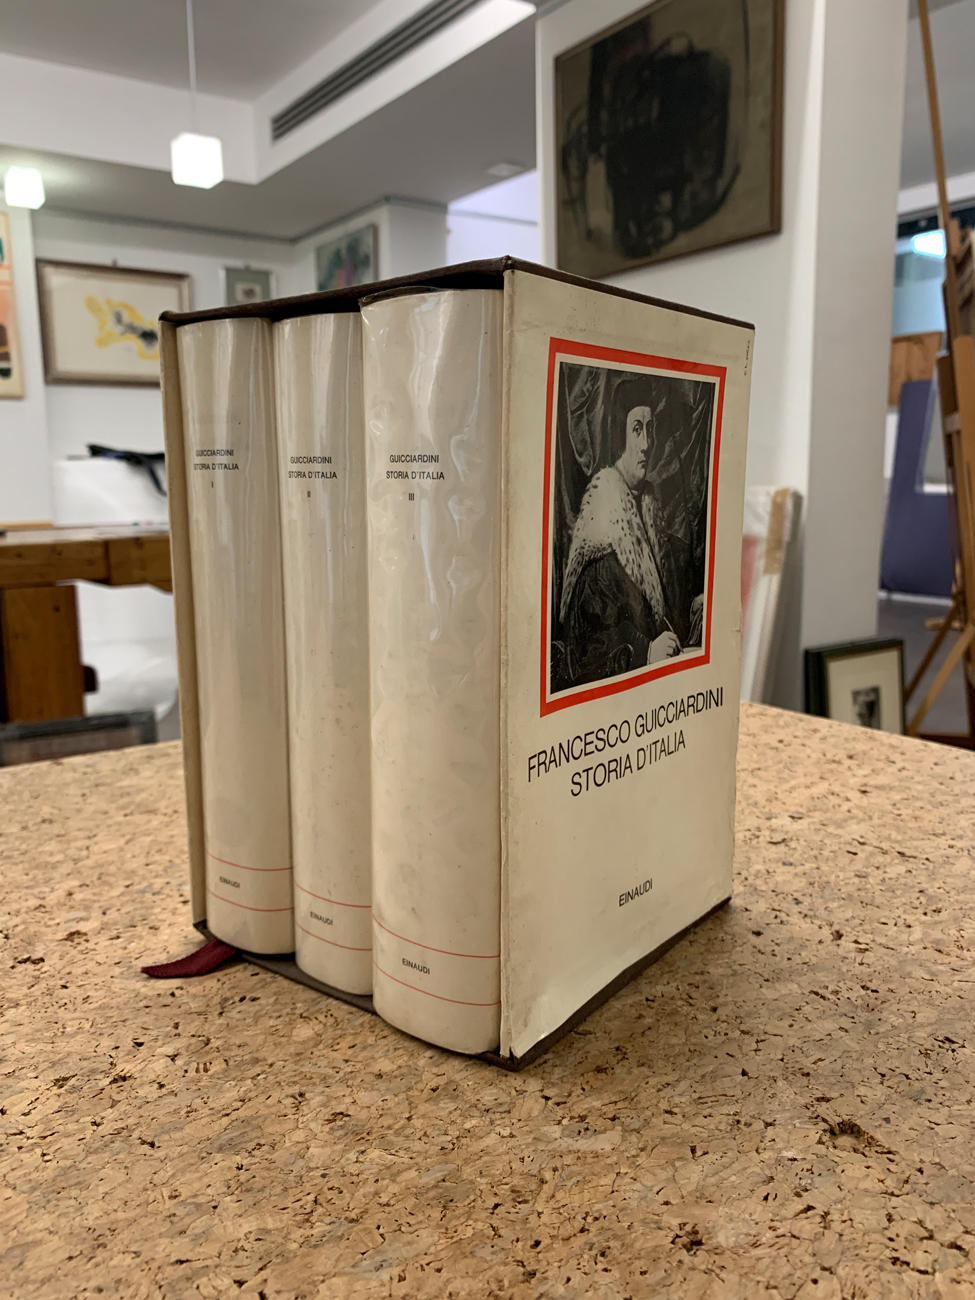 GUICCIARDINI
STORIA D'ITALIA
I
EINAUDI
GUICCIARDINI
STORIA D'ITALIA
II
EINAUDI
GUICCIARDINI
STORIA D'ITALIA
III
EINAUDI
FRANCESCO GUICCIARDINI
STORIA D'ITALIA
EINAUDI